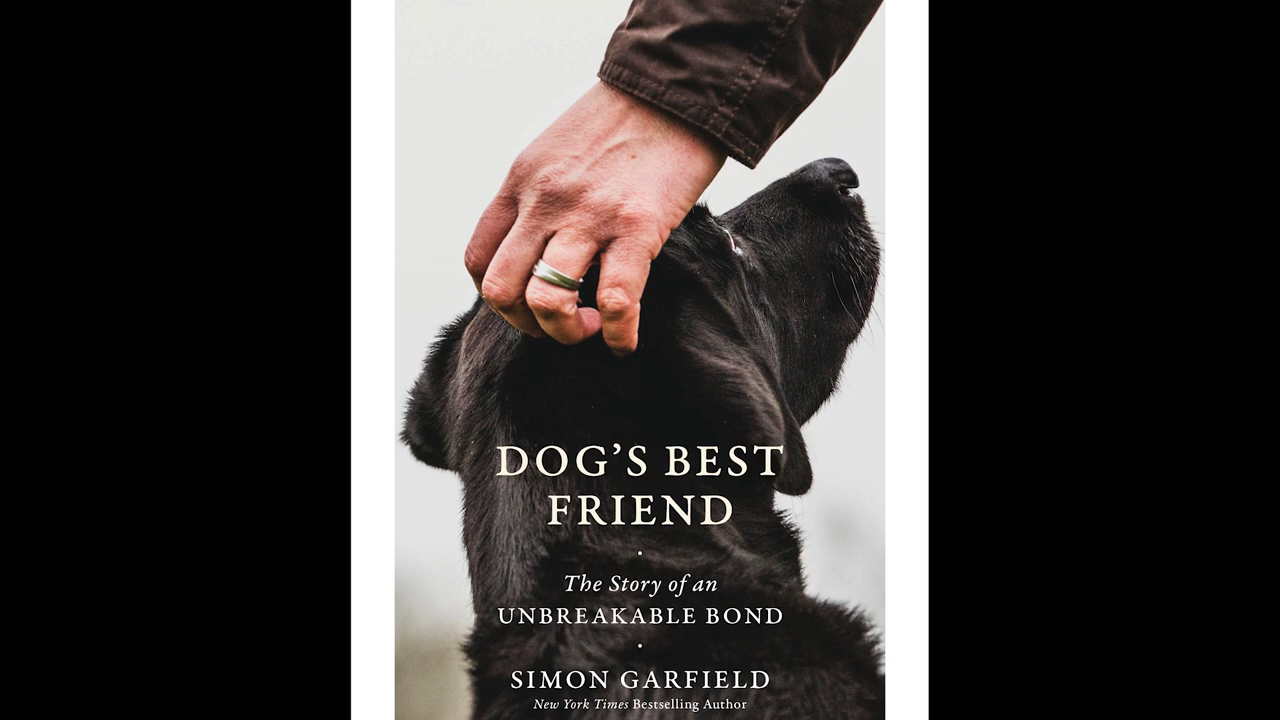 DOG'S BEST
FRIEND
The Story of an
UNBREAKABLE BOND
SIMON GARFIELD
New York Times Bestselling Author